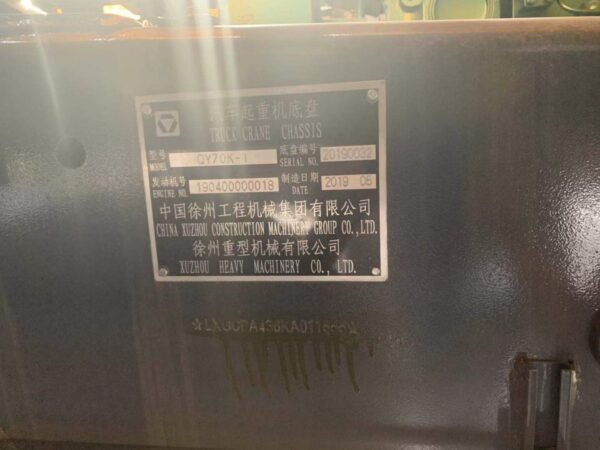 汽车起重机底盘
TRUCK CRANE CHASSIS
型号 MODEL QY70K-I 底盘编号 SERIAL NO. 20190032
发动机号 ENGINE NO. 190400000018 制造日期 DATE 2019 05
中国徐州工程机械集团有限公司
CHINA XUZHOU CONSTRUCTION MACHINERY GROUP CO., LTD.
徐州重型机械有限公司
XUZHOU HEAVY MACHINERY CO., LTD.